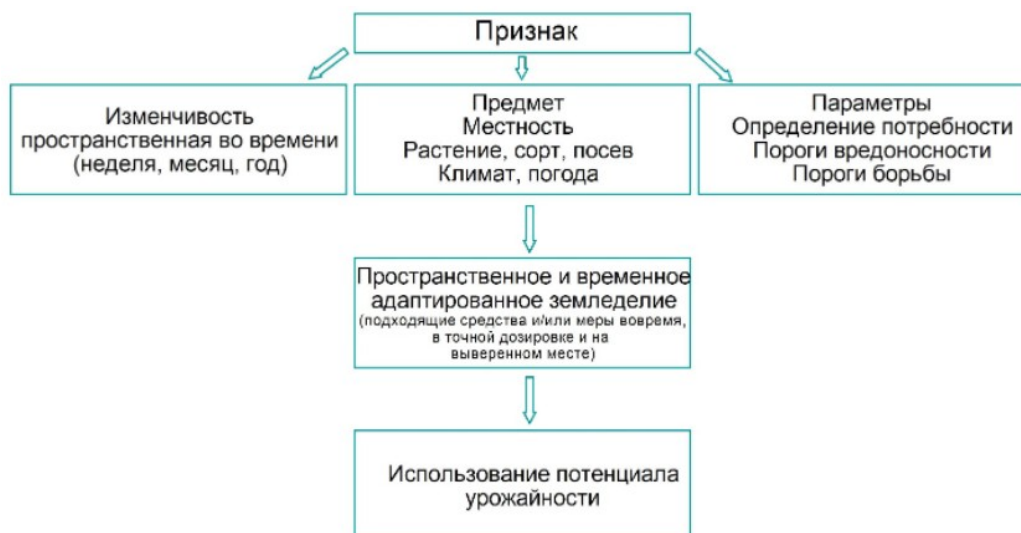 Признак
Изменчивость
пространственная во времени
(неделя, месяц, год)
Предмет
Местность
Растение, сорт, посев
Климат, погода
Параметры
Определение потребности
Пороги вредоносности
Пороги борьбы
Пространственное и временное
адаптированное земледелие
(подходящие средства и/или меры вовремя,
в точной дозировке и на
выверенном месте)
Использование потенциала
урожайности